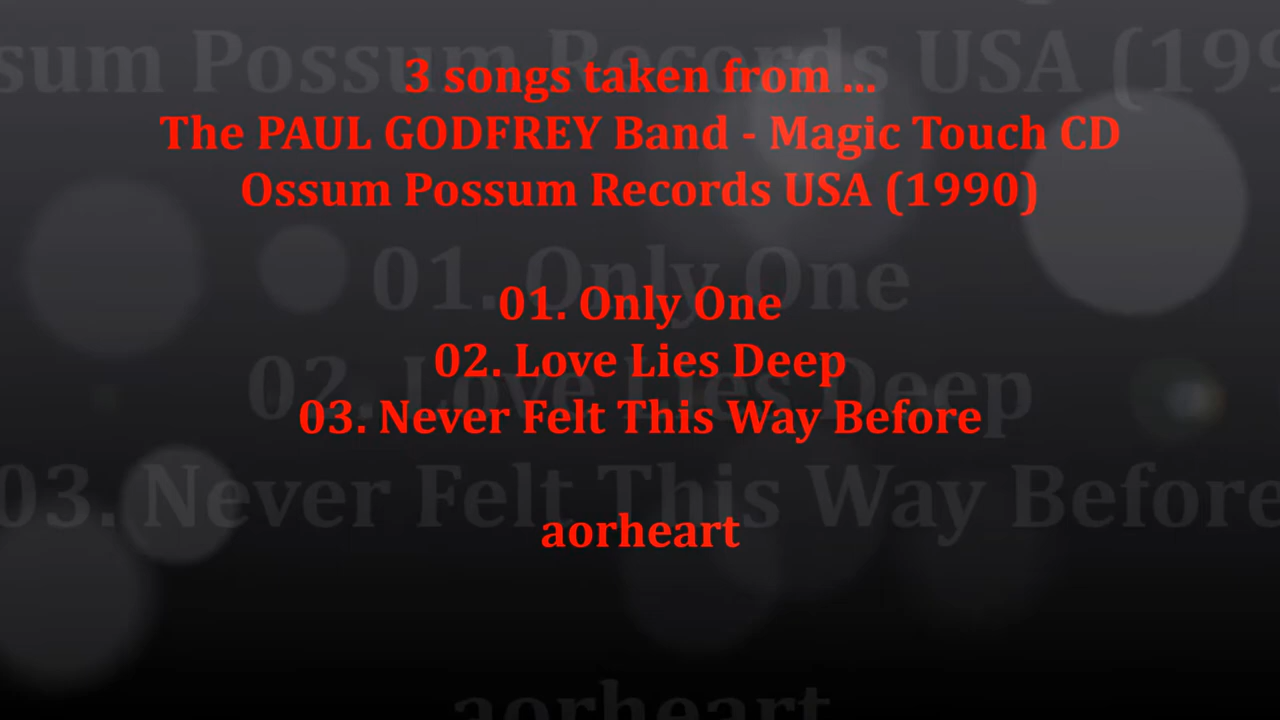 3 songs taken from ...
The PAUL GODFREY Band - Magic Touch CD
Ossum Possum Records USA (1990)
01. Only One
02. Love Lies Deep
03. Never Felt This Way Before
aorheart